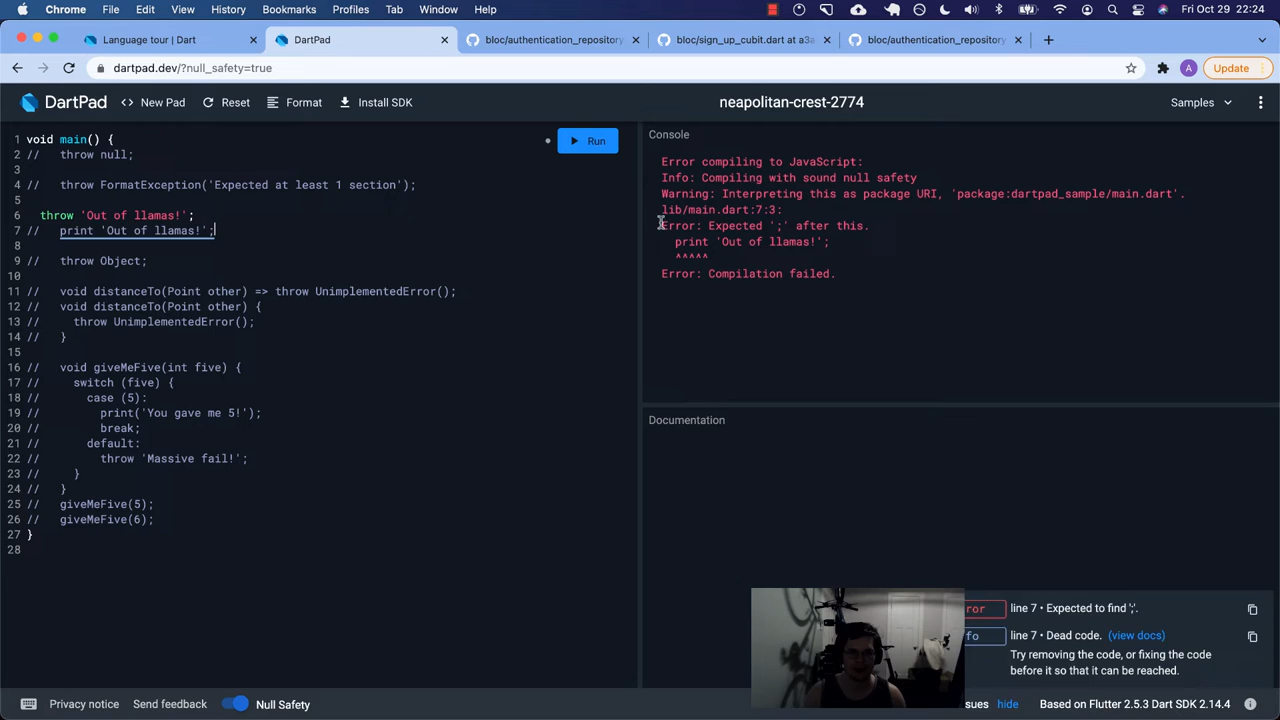 Chrome File Edit View History Bookmarks Profiles Tab Window Help Fri Oct 29 22:24
Language tour | Dart × DartPad × bloc/authentication_repository × bloc/sign_up_cubit.dart at a3a × bloc/authentication_repository × +
dartpad.dev/?null_safety=true A Update
DartPad <> New Pad Reset Format Install SDK neapolitan-crest-2774 Samples
Run
Console
1 void main() {
2 // throw null;
3
4 // throw FormatException('Expected at least 1 section');
5
6 throw 'Out of llamas!';
7 // print 'Out of llamas!';
8
9 // throw Object;
10
11 // void distanceTo(Point other) => throw UnimplementedError();
12 // void distanceTo(Point other) {
13 // throw UnimplementedError();
14 // }
15
16 // void giveMeFive(int five) {
17 // switch (five) {
18 // case (5):
19 // print('You gave me 5!');
20 // break;
21 // default:
22 // throw 'Massive fail!';
23 // }
24 // }
25 // giveMeFive(5);
26 // giveMeFive(6);
27 }
28
Error compiling to JavaScript:
Info: Compiling with sound null safety
Warning: Interpreting this as package URI, 'package:dartpad_sample/main.dart'.
lib/main.dart:7:3:
Error: Expected ';' after this.
print 'Out of llamas!';
^^^^^
Error: Compilation failed.
Documentation
line 7 • Expected to find ';'.
line 7 • Dead code. (view docs)
Try removing the code, or fixing the code
before it so that it can be reached.
Privacy notice Send feedback Null Safety hide Based on Flutter 2.5.3 Dart SDK 2.14.4